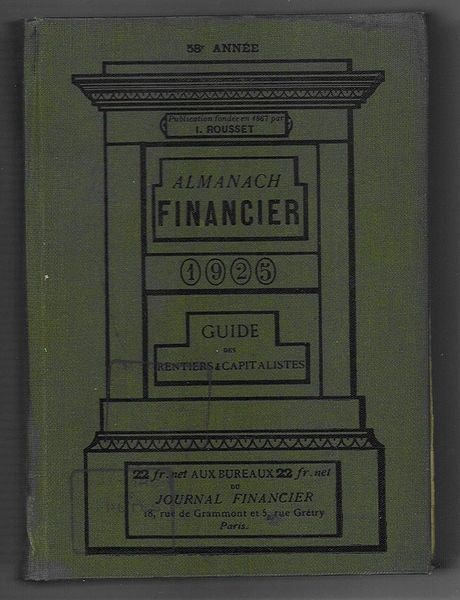 58e ANNÉE
Publication fondée en 1867 par
I. ROUSSET
ALMANACH
FINANCIER
1925
GUIDE
DES
RENTIERS & CAPITALISTES
22 fr. net AUX BUREAUX 22 fr. net
DU
JOURNAL FINANCIER
18, rue de Grammont et 5, rue Grétry
Paris.